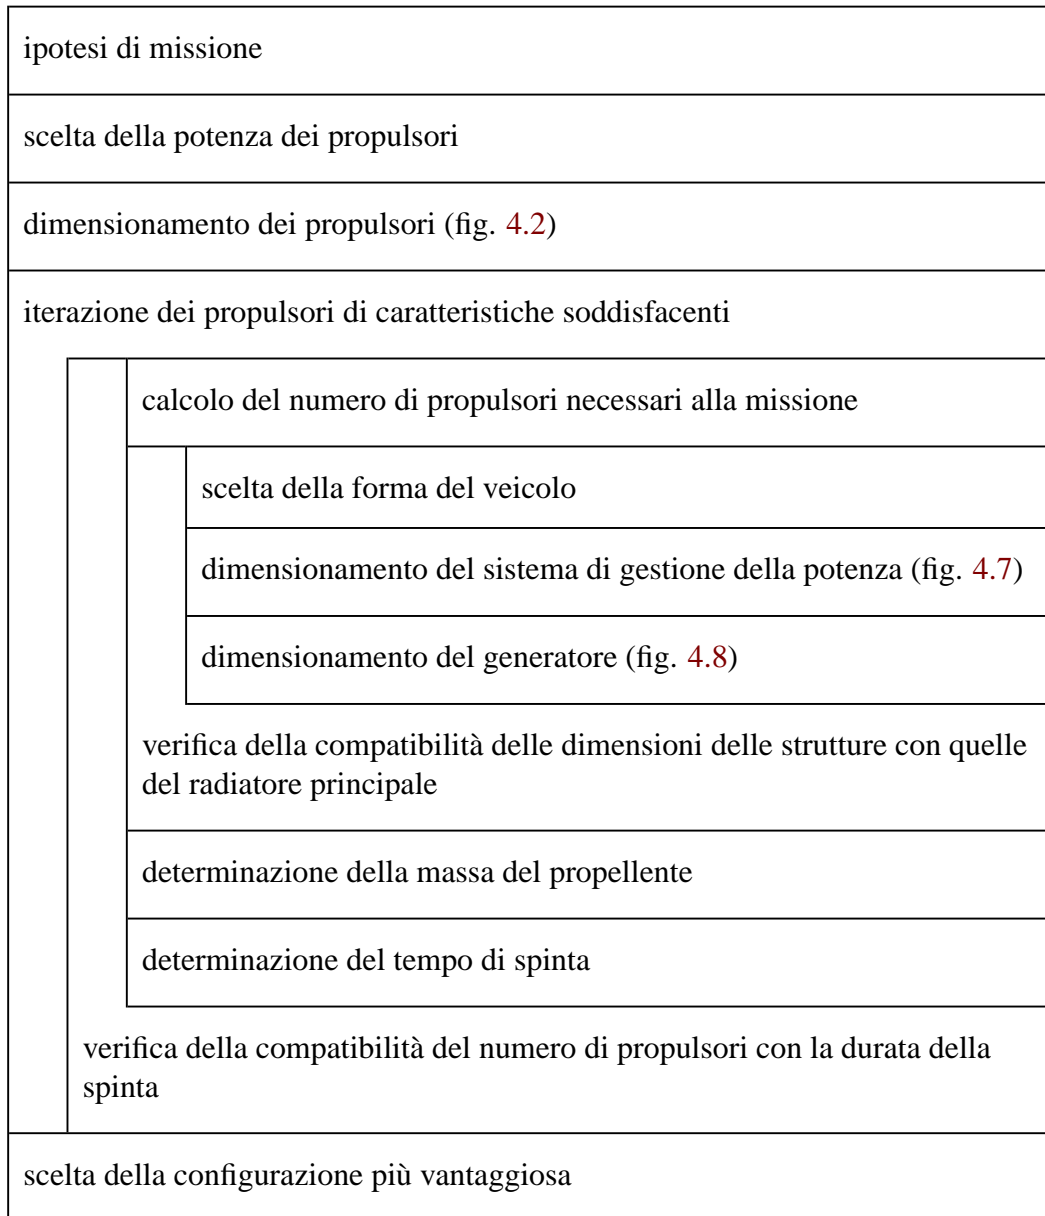 ipotesi di missione
scelta della potenza dei propulsori
dimensionamento dei propulsori (fig. 4.2)
iterazione dei propulsori di caratteristiche soddisfacenti
calcolo del numero di propulsori necessari alla missione
scelta della forma del veicolo
dimensionamento del sistema di gestione della potenza (fig. 4.7)
dimensionamento del generatore (fig. 4.8)
verifica della compatibilità delle dimensioni delle strutture con quelle
del radiatore principale
determinazione della massa del propellente
determinazione del tempo di spinta
verifica della compatibilità del numero di propulsori con la durata della
spinta
scelta della configurazione più vantaggiosa